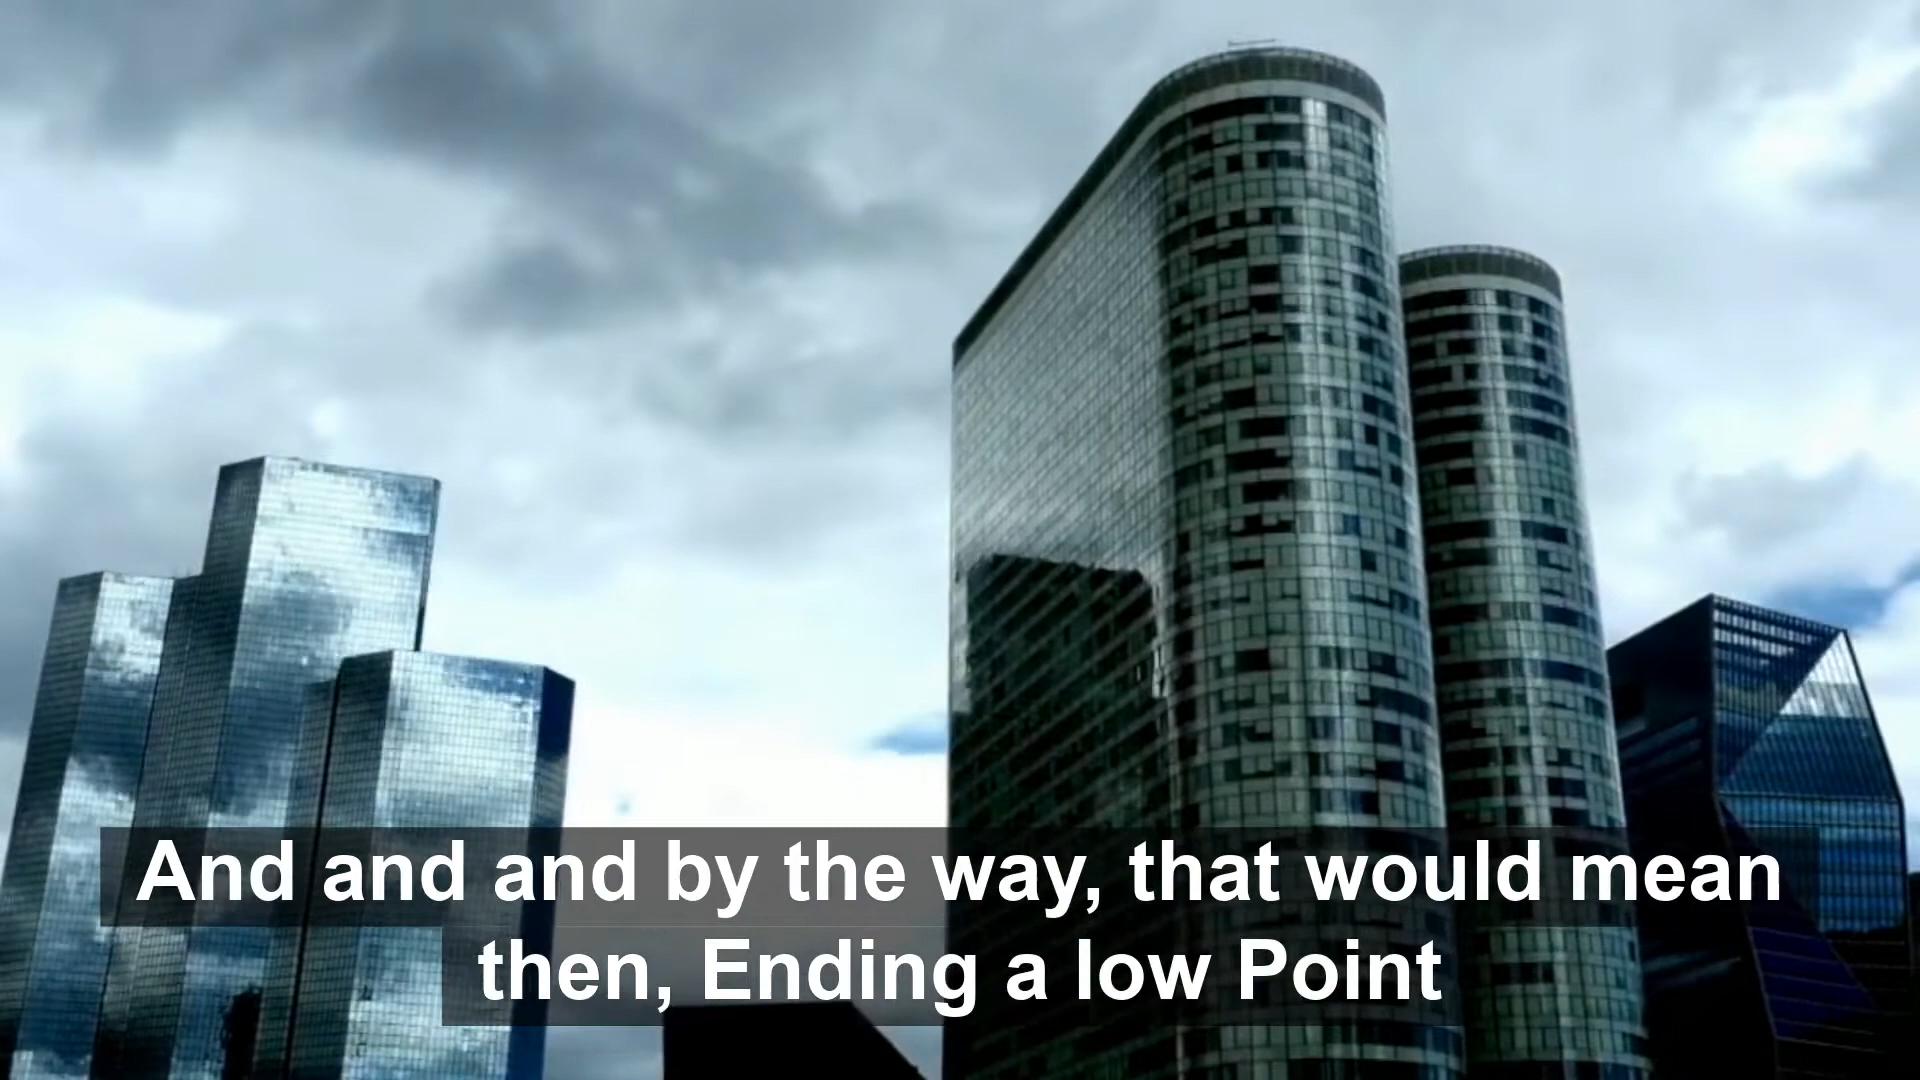 And and and by the way, that would mean
then, Ending a low Point